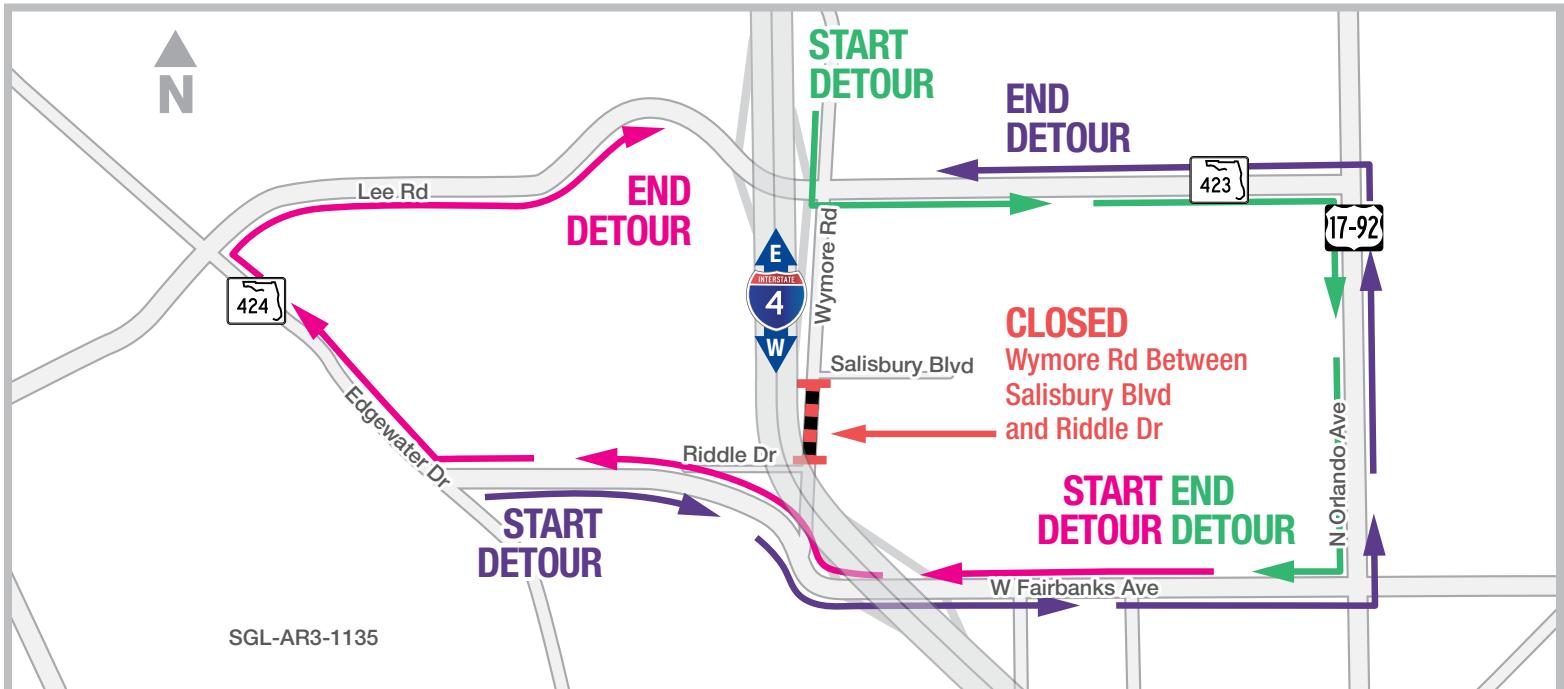 N
START
DETOUR
END
DETOUR
Lee Rd
END
DETOUR
423
17-92
424
E
INTERSTATE
4
W
Wymore Rd
CLOSED
Wymore Rd Between
Salisbury Blvd
and Riddle Dr
Salisbury Blvd
Edgewater Dr
Riddle Dr
N Orlando Ave
START
DETOUR
START
DETOUR
END
DETOUR
W Fairbanks Ave
SGL-AR3-1135